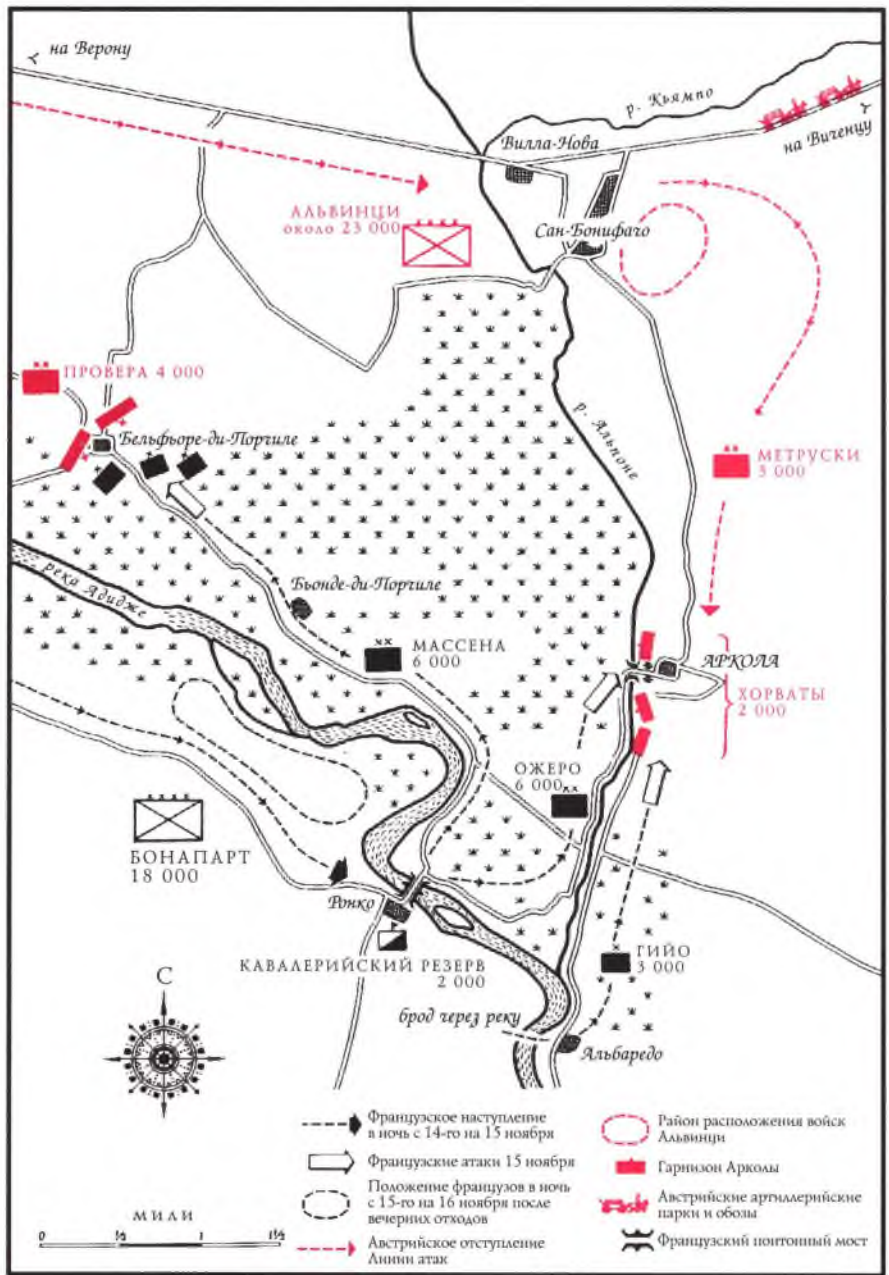 на Верону
р. Кьямпо
на Виченцу
Вилла-Нова
АЛЬВИНЦИ
около 23 000
Сан-Бонифачо
ПРОВЕРА 4 000
Бельфьоре-ди-Порчиле
р. Альпоне
МЕТРУСКИ
3 000
река Адидже
Бьонде-ди-Порчиле
МАССЕНА
6 000
АРКОЛА
ХОРВАТЫ
2 000
ОЖЕРО
6 000
БОНАПАРТ
18 000
Ронко
КАВАЛЕРИЙСКИЙ РЕЗЕРВ
2 000
ГИЙО
3 000
С
брод через реку
Альбаредо
Французское наступление
в ночь с 14-го на 15 ноября
Французские атаки 15 ноября
Положение французов в ночь
с 15-го на 16 ноября после
вечерних отходов
Австрийское отступление
Линии атак
Район расположения войск
Альвинци
Гарнизон Арколы
Австрийские артиллерийские
парки и обозы
Французский понтонный мост
МИЛИ
0 ½ 1 1½